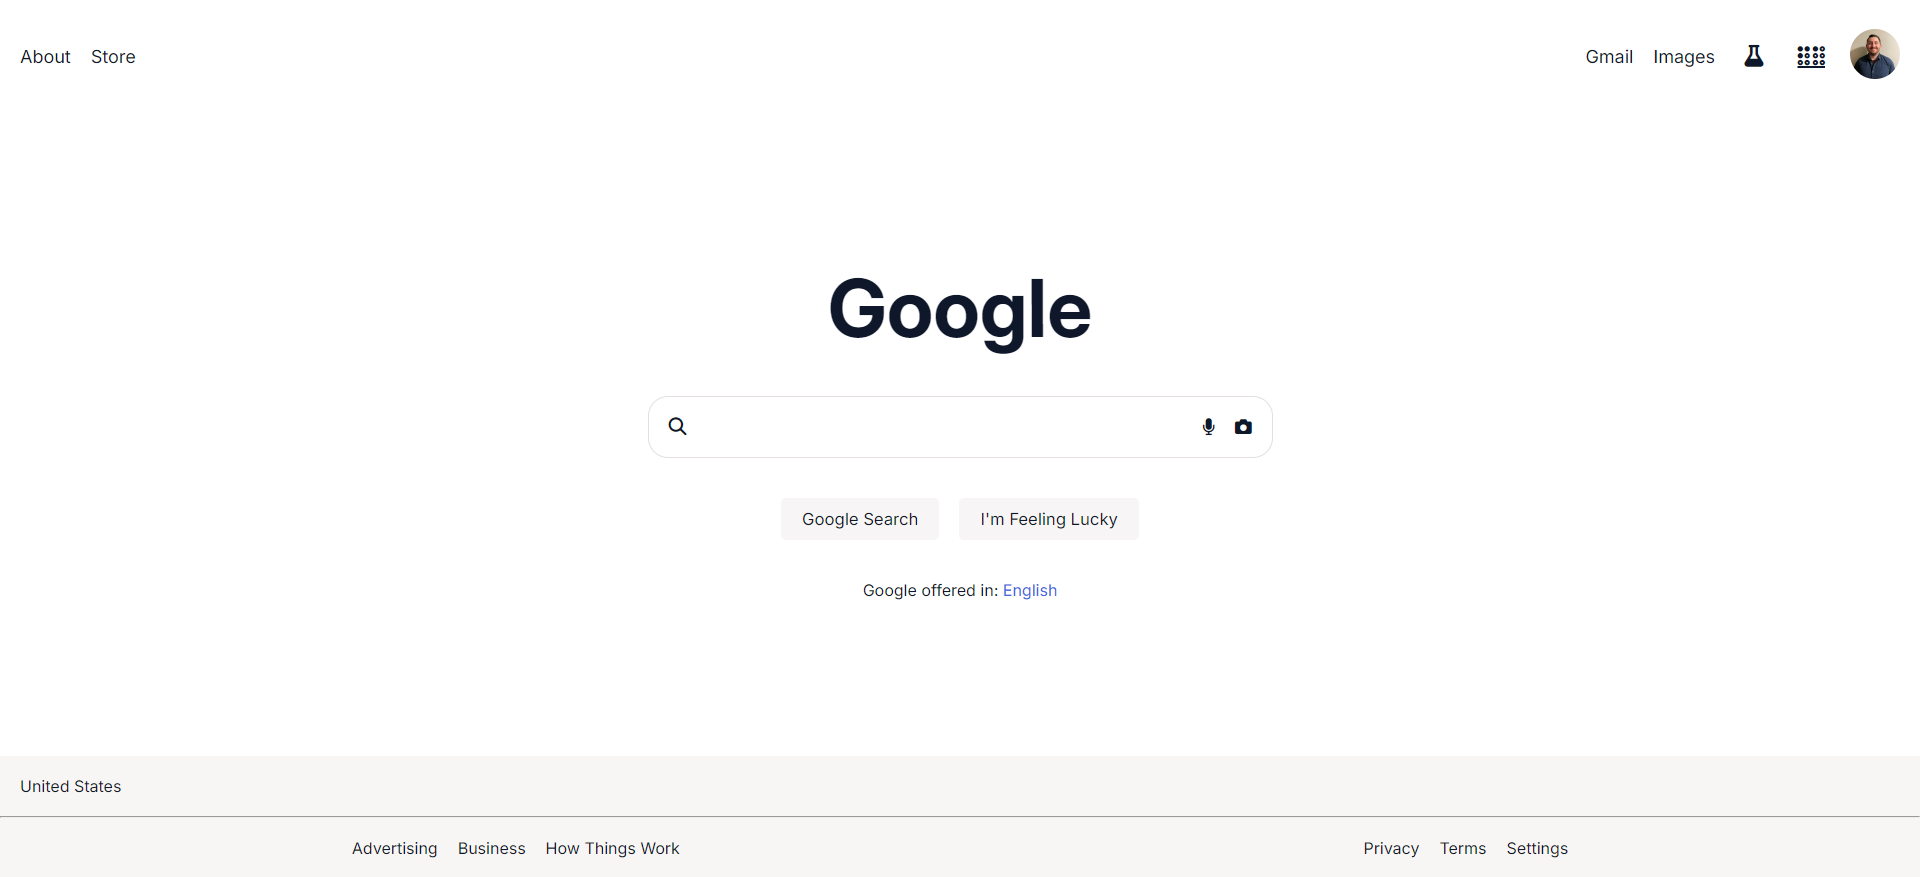 About Store Gmail Images
Google
Google Search I'm Feeling Lucky
Google offered in: English
United States
Advertising Business How Things Work Privacy Terms Settings